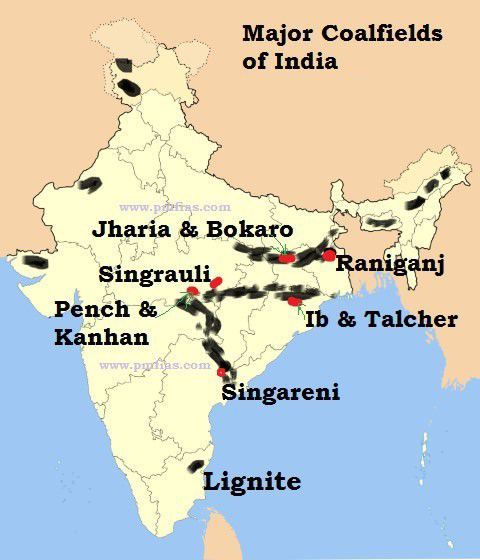 Major Coalfields
of India
www.pmfias.com
Jharia & Bokaro
Raniganj
Singrauli
Pench &
Kanhan
Ib & Talcher
www.pmfias.com
Singareni
Lignite